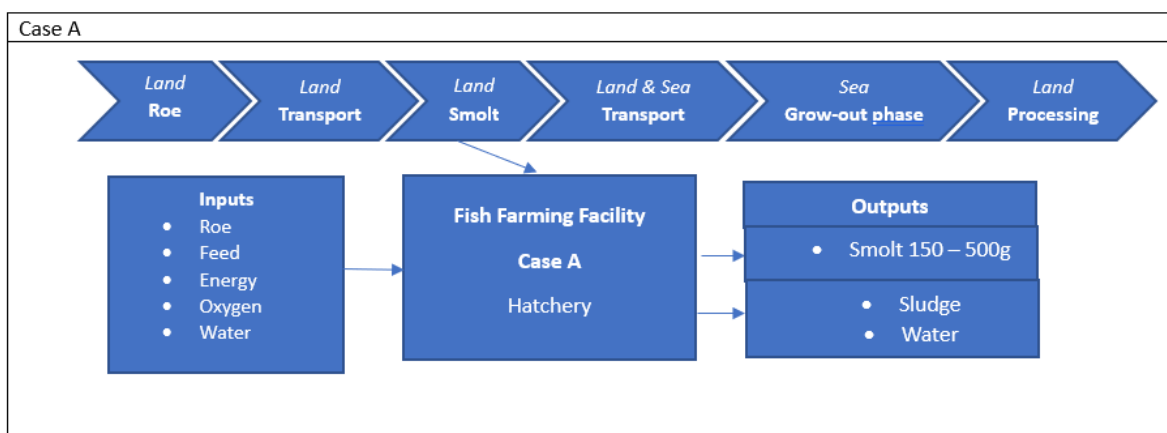 Case A
Land
Roe
Land
Transport
Land
Smolt
Land & Sea
Transport
Sea
Grow-out phase
Land
Processing
Inputs
• Roe
• Feed
• Energy
• Oxygen
• Water
Fish Farming Facility
Case A
Hatchery
Outputs
• Smolt 150 – 500g
• Sludge
• Water